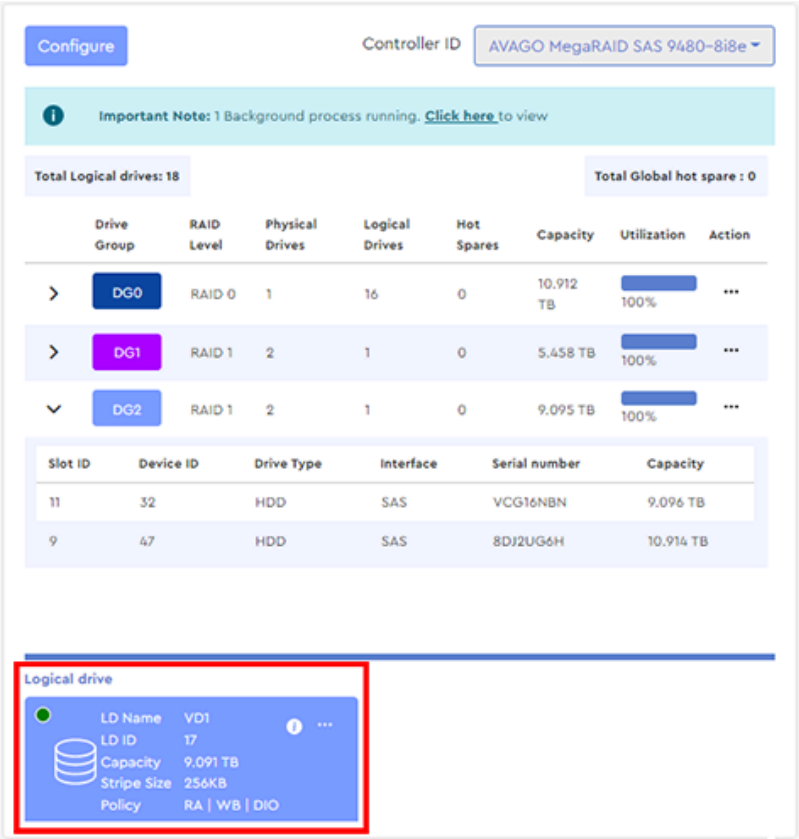 Configure Controller ID AVAGO MegaRAID SAS 9480-8i8e
Important Note: 1 Background process running. Click here to view
Total Logical drives: 18 Total Global hot spare : 0
Drive Group RAID Level Physical Drives Logical Drives Hot Spares Capacity Utilization Action
DG0 RAID 0 1 16 0 10.912 TB 100%
DG1 RAID 1 2 1 0 5.458 TB 100%
DG2 RAID 1 2 1 0 9.095 TB 100%
Slot ID Device ID Drive Type Interface Serial number Capacity
11 32 HDD SAS VCG16NBN 9.096 TB
9 47 HDD SAS 8DJ2UG6H 10.914 TB
Logical drive
LD Name VD1
LD ID 17
Capacity 9.091 TB
Stripe Size 256KB
Policy RA | WB | DIO